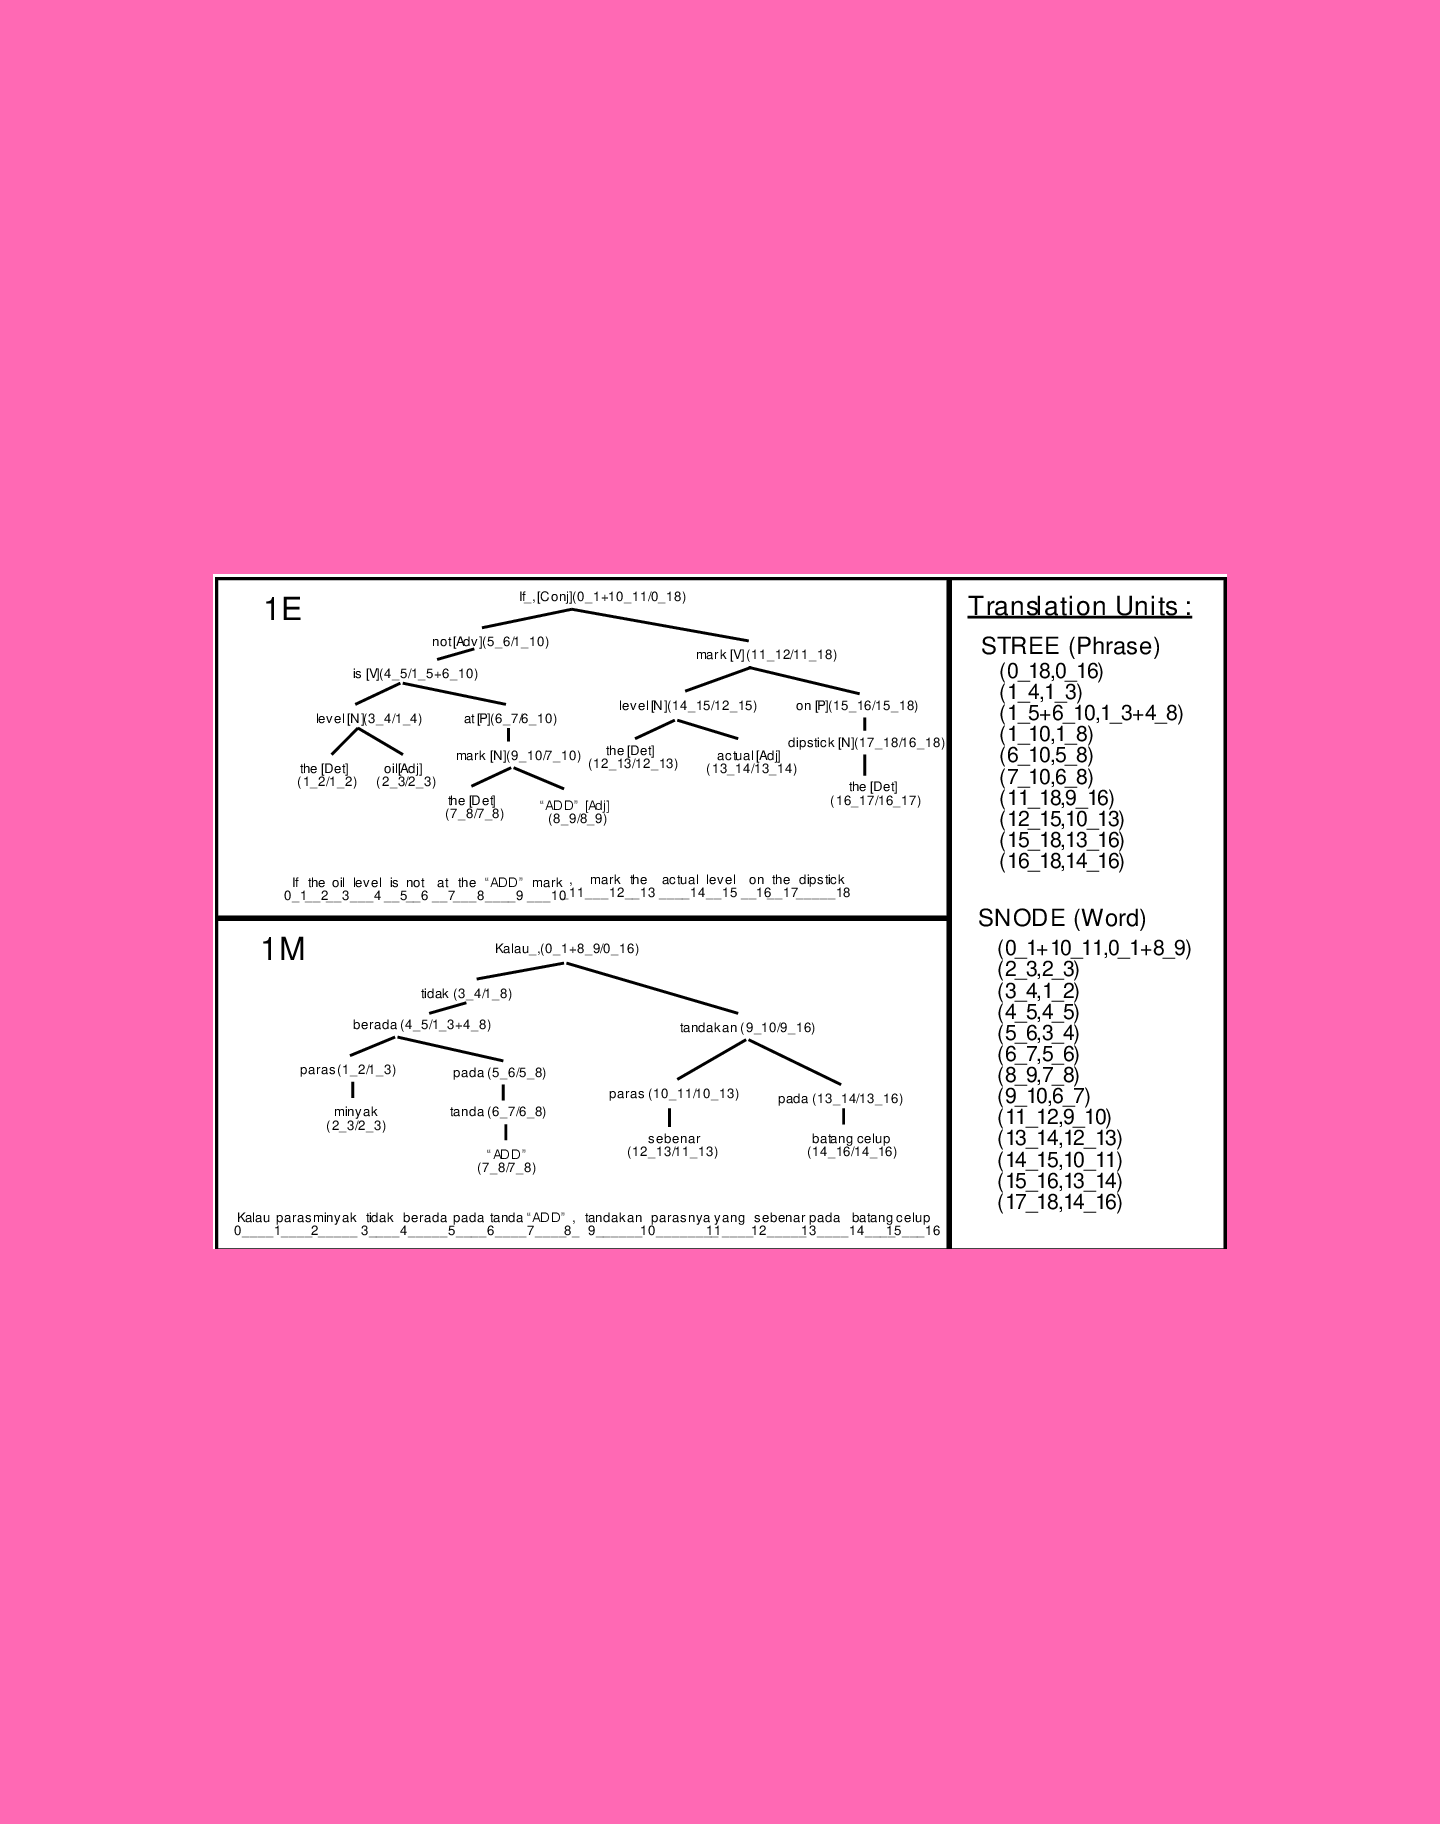 1E
If_,[Conj](0_1+10_11/0_18)
not[Adv](5_6/1_10)
mark [V](11_12/11_18)
is [V](4_5/1_5+6_10)
level [N](3_4/1_4)
at[P](6_7/6_10)
level [N](14_15/12_15)
on [P](15_16/15_18)
the [Det]
(1_2/1_2)
oil[Adj]
(2_3/2_3)
mark [N](9_10/7_10)
the [Det]
(12_13/12_13)
actual [Adj]
(13_14/13_14)
dipstick [N](17_18/16_18)
the [Det]
(7_8/7_8)
“ADD” [Adj]
(8_9/8_9)
the [Det]
(16_17/16_17)
If the oil level is not at the “ADD” mark , mark the actual level on the dipstick
0_1__2__3___4 __5__6 __7___8____9 ___10_11___12__13 ____14__15 __16__17_____18
1M
Kalau_,(0_1+8_9/0_16)
tidak (3_4/1_8)
berada (4_5/1_3+4_8)
tandakan (9_10/9_16)
paras (1_2/1_3)
pada (5_6/5_8)
paras (10_11/10_13)
pada (13_14/13_16)
minyak
(2_3/2_3)
tanda (6_7/6_8)
sebenar
(12_13/11_13)
batang celup
(14_16/14_16)
“ADD”
(7_8/7_8)
Kalau paras minyak tidak berada pada tanda “ADD” , tandakan parasnya yang sebenar pada batang celup
0____1____2_____ 3____4_____5____6____7____8_ 9______10________11____12_____13____14___15___16
Translation Units :
STREE (Phrase)
(0_18,0_16)
(1_4,1_3)
(1_5+6_10,1_3+4_8)
(1_10,1_8)
(6_10,5_8)
(7_10,6_8)
(11_18,9_16)
(12_15,10_13)
(15_18,13_16)
(16_18,14_16)
SNODE (Word)
(0_1+10_11,0_1+8_9)
(2_3,2_3)
(3_4,1_2)
(4_5,4_5)
(5_6,3_4)
(6_7,5_6)
(8_9,7_8)
(9_10,6_7)
(11_12,9_10)
(13_14,12_13)
(14_15,10_11)
(15_16,13_14)
(17_18,14_16)